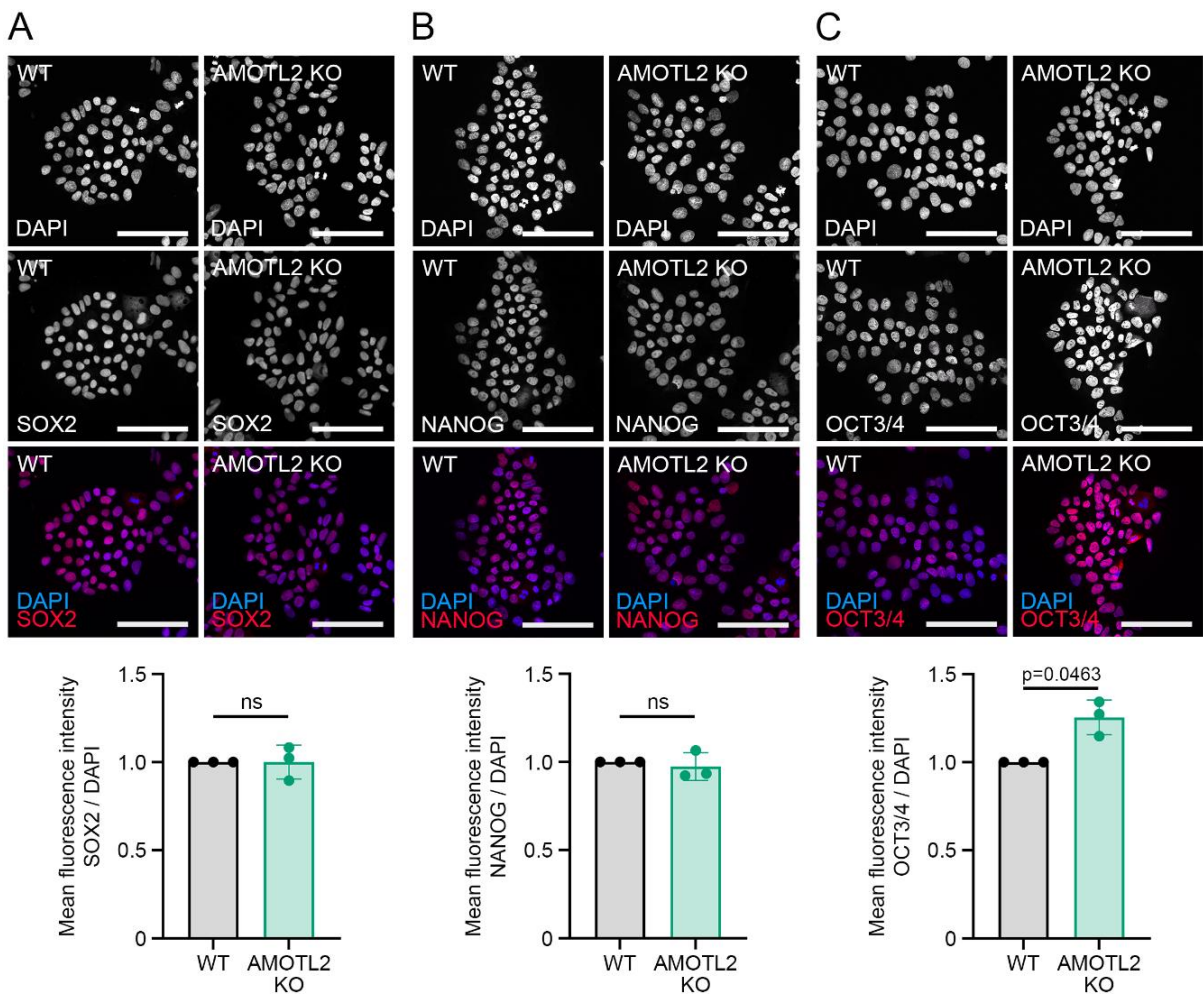 A
WT
DAPI
AMOTL2 KO
DAPI
WT
SOX2
AMOTL2 KO
SOX2
WT
DAPI
SOX2
AMOTL2 KO
DAPI
SOX2
Mean fluorescence intensity
SOX2 / DAPI
1.5
1.0
0.5
0
ns
WT
AMOTL2
KO
B
WT
DAPI
AMOTL2 KO
DAPI
WT
NANOG
AMOTL2 KO
NANOG
WT
DAPI
NANOG
AMOTL2 KO
DAPI
NANOG
Mean fluorescence intensity
NANOG / DAPI
1.5
1.0
0.5
0
ns
WT
AMOTL2
KO
C
WT
DAPI
AMOTL2 KO
DAPI
WT
OCT3/4
AMOTL2 KO
OCT3/4
WT
DAPI
OCT3/4
AMOTL2 KO
DAPI
OCT3/4
Mean fluorescence intensity
OCT3/4 / DAPI
1.5
1.0
0.5
0
p=0.0463
WT
AMOTL2
KO